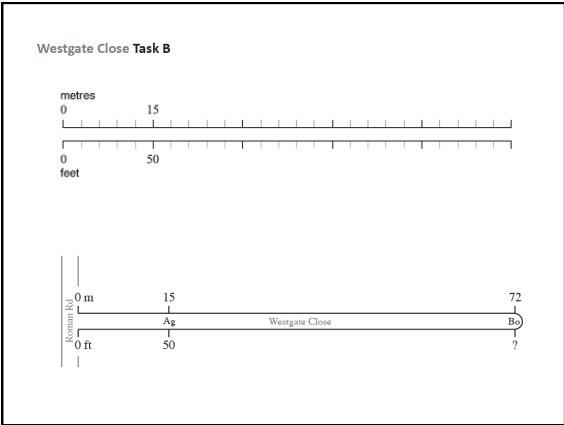 Westgate Close Task B
metres
0 15
0 50
feet
0 m 15 72
Roman Rd
Ag Westgate Close Bo
0 ft 50 ?